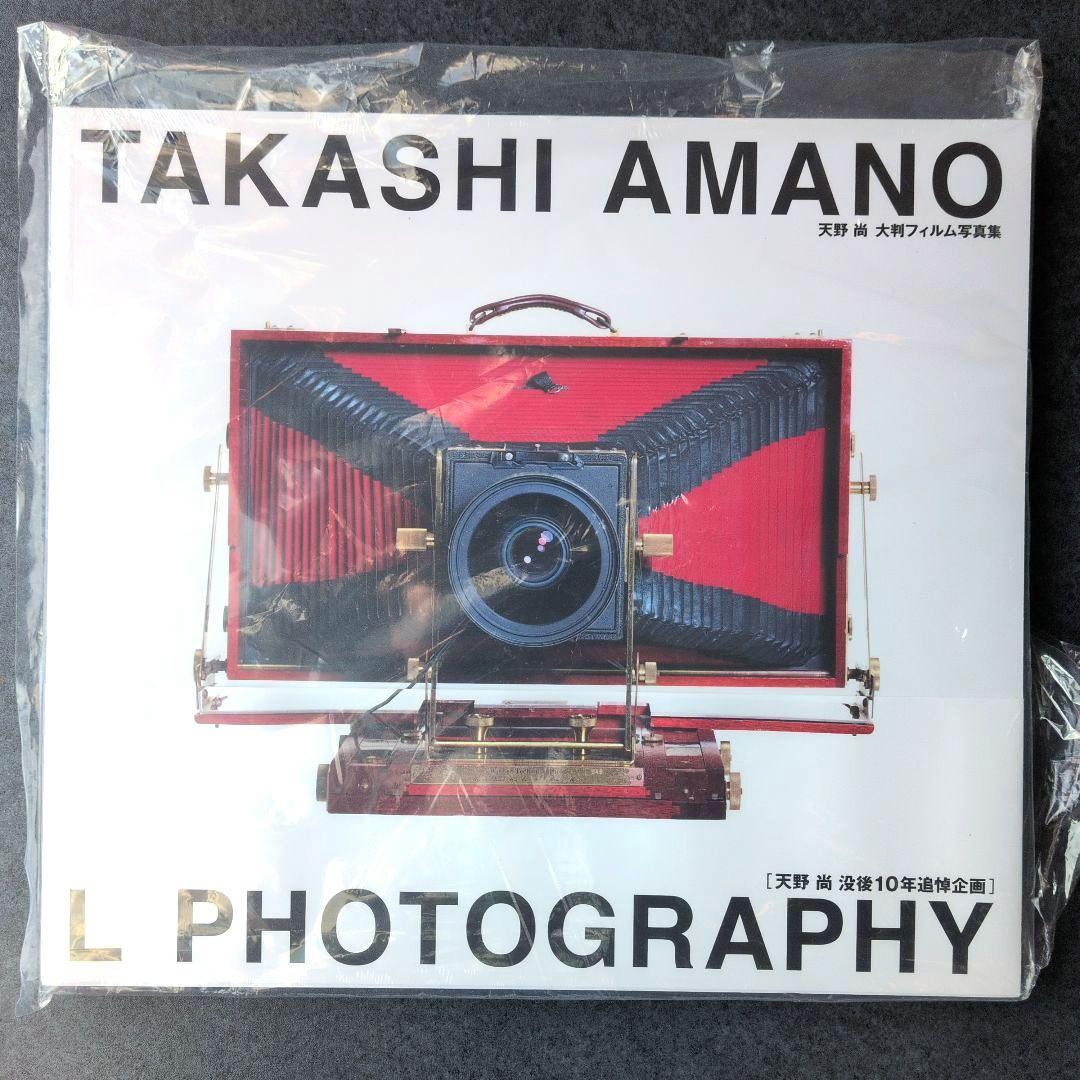 TAKASHI AMANO
天野 尚 大判フィルム写真集
[天野 尚 没後10年追悼企画]
L PHOTOGRAPHY